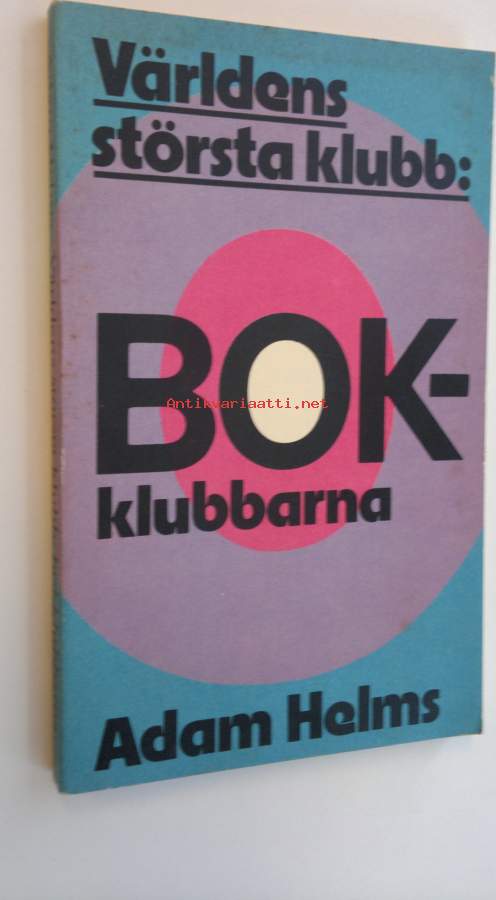 Världens
största klubb:
BOK-
Antikvariaatti.net
klubbarna
Adam Helms